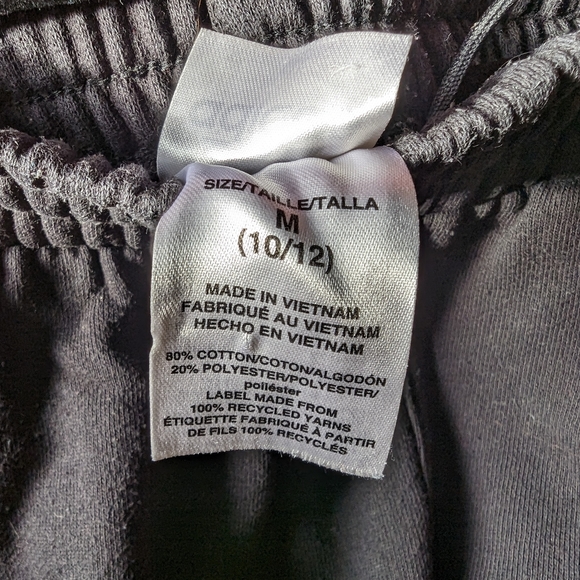 SIZE/TAILLE/TALLA
M
(10/12)
MADE IN VIETNAM
FABRIQUÉ AU VIETNAM
HECHO EN VIETNAM
80% COTTON/COTON/ALGODÓN
20% POLYESTER/POLYESTER/
poliéster
LABEL MADE FROM
100% RECYCLED YARNS
ÉTIQUETTE FABRIQUÉ À PARTIR
DE FILS 100% RECYCLÉS